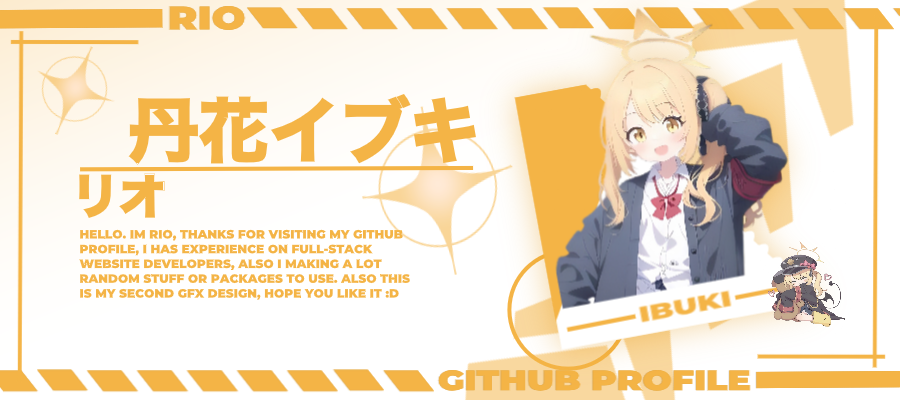 RIO
丹花イブキ
リオ
HELLO. IM RIO, THANKS FOR VISITING MY GITHUB
PROFILE, I HAS EXPERIENCE ON FULL-STACK
WEBSITE DEVELOPERS, ALSO I MAKING A LOT
RANDOM STUFF OR PACKAGES TO USE. ALSO THIS
IS MY SECOND GFX DESIGN, HOPE YOU LIKE IT :D
IBUKI
GITHUB PROFILE